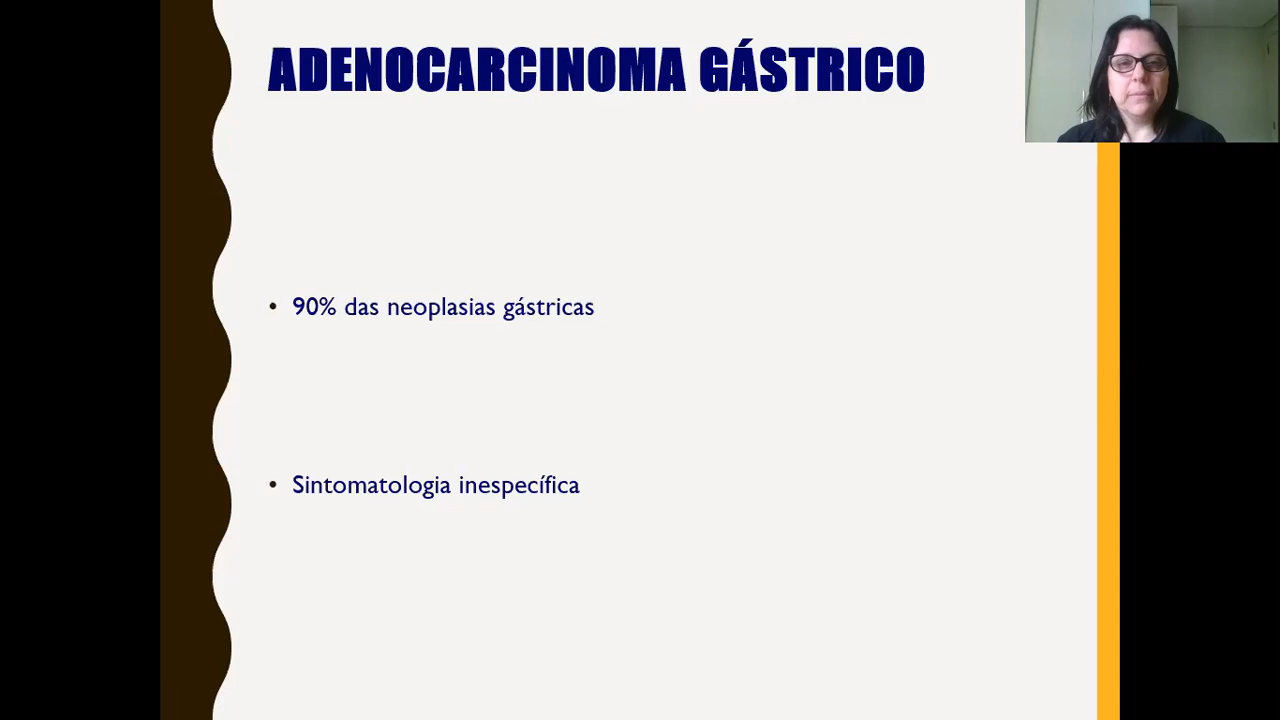 ADENOCARCINOMA GÁSTRICO
• 90% das neoplasias gástricas
• Sintomatologia inespecífica